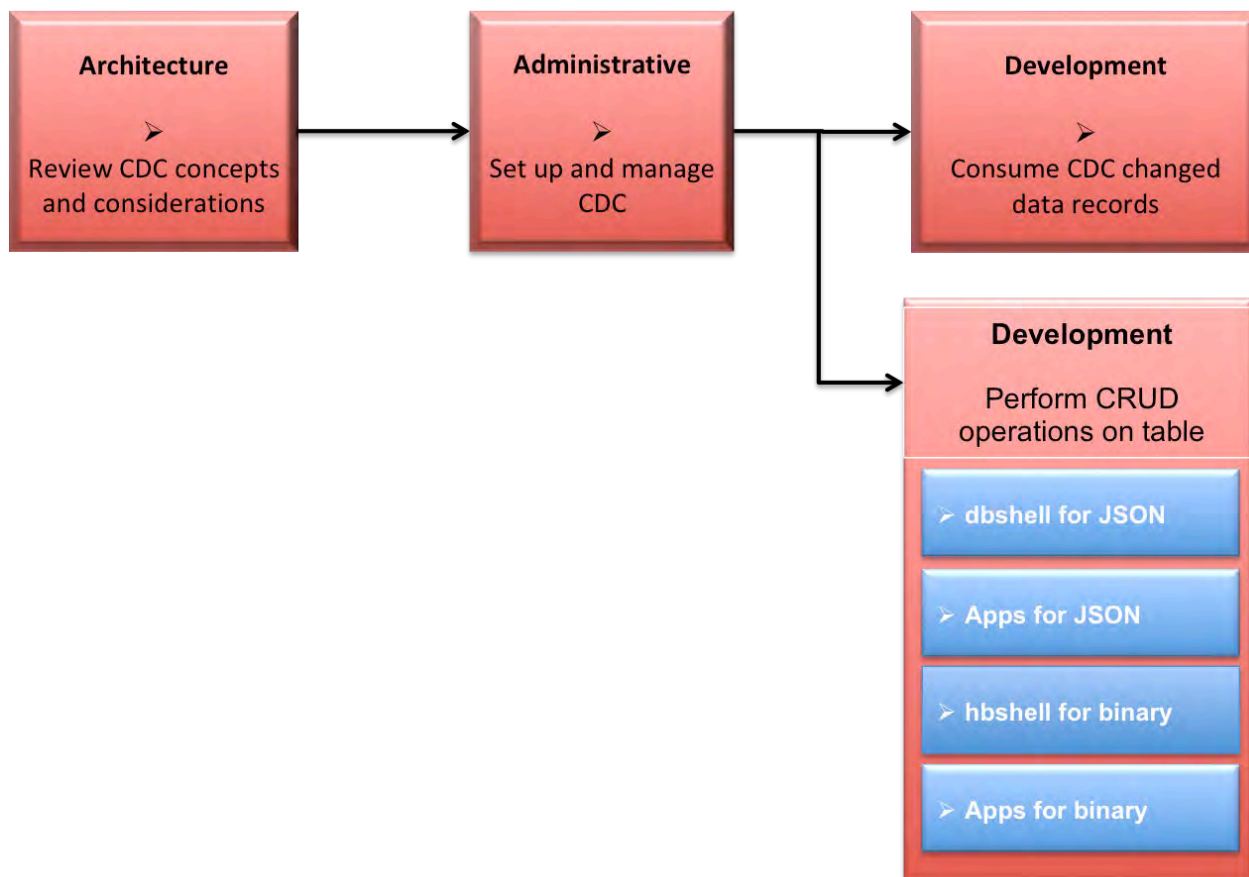 Architecture
➢
Review CDC concepts
and considerations
Administrative
➢
Set up and manage
CDC
Development
➢
Consume CDC changed
data records
Development
Perform CRUD
operations on table
➢ dbshell for JSON
➢ Apps for JSON
➢ hbshell for binary
➢ Apps for binary